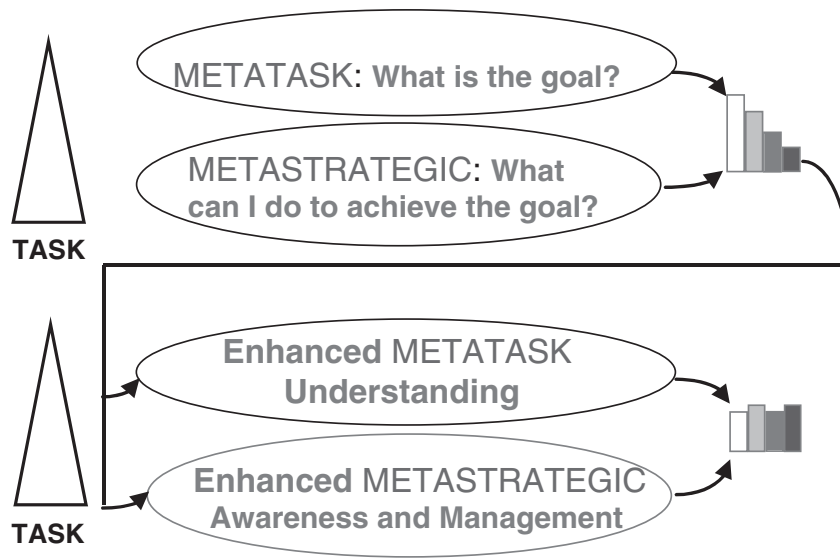 METATASK: What is the goal?
METASTRATEGIC: What
can I do to achieve the goal?
TASK
Enhanced METATASK
Understanding
Enhanced METASTRATEGIC
Awareness and Management
TASK